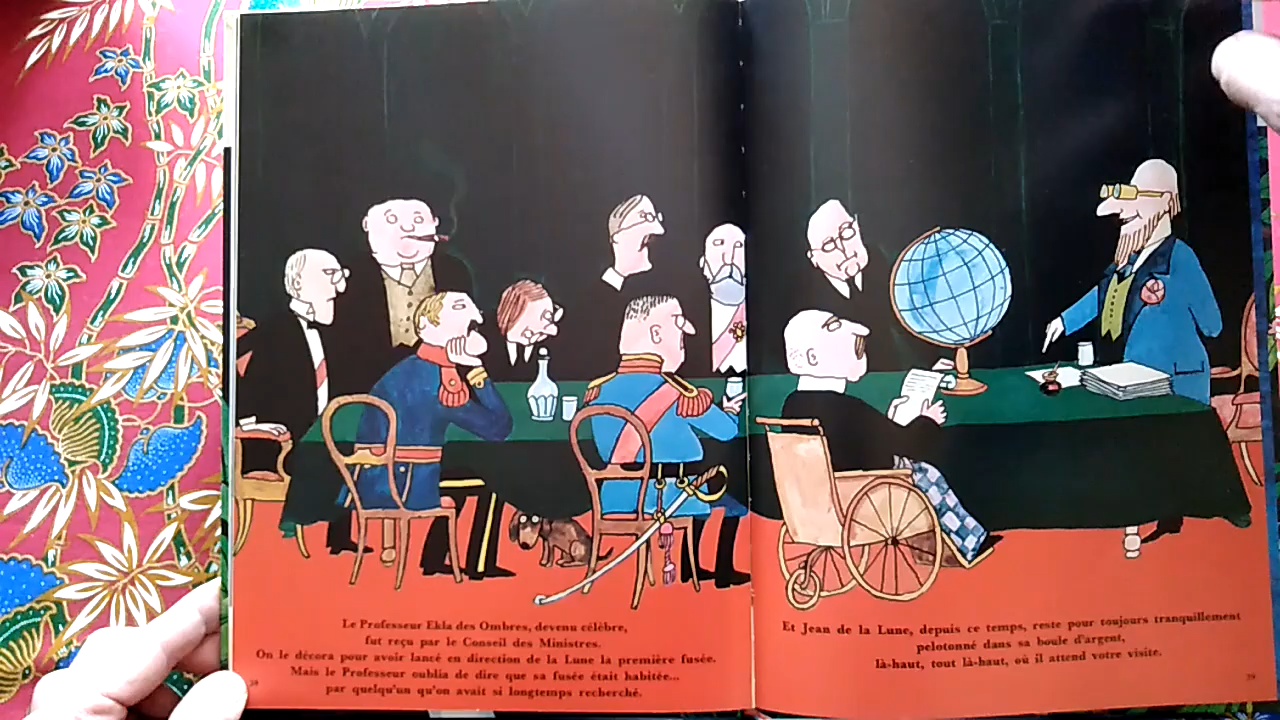 Le Professeur Ekla des Ombres, devenu célèbre,
fut reçu par le Conseil des Ministres.
On le décora pour avoir lancé en direction de la Lune la première fusée.
Mais le Professeur oublia de dire que sa fusée était habitée...
par quelqu'un qu'on avait si longtemps recherché.
38
Et Jean de la Lune, depuis ce temps, reste pour toujours tranquillement
pelotonné dans sa boule d'argent,
là-haut, tout là-haut, où il attend votre visite.
39